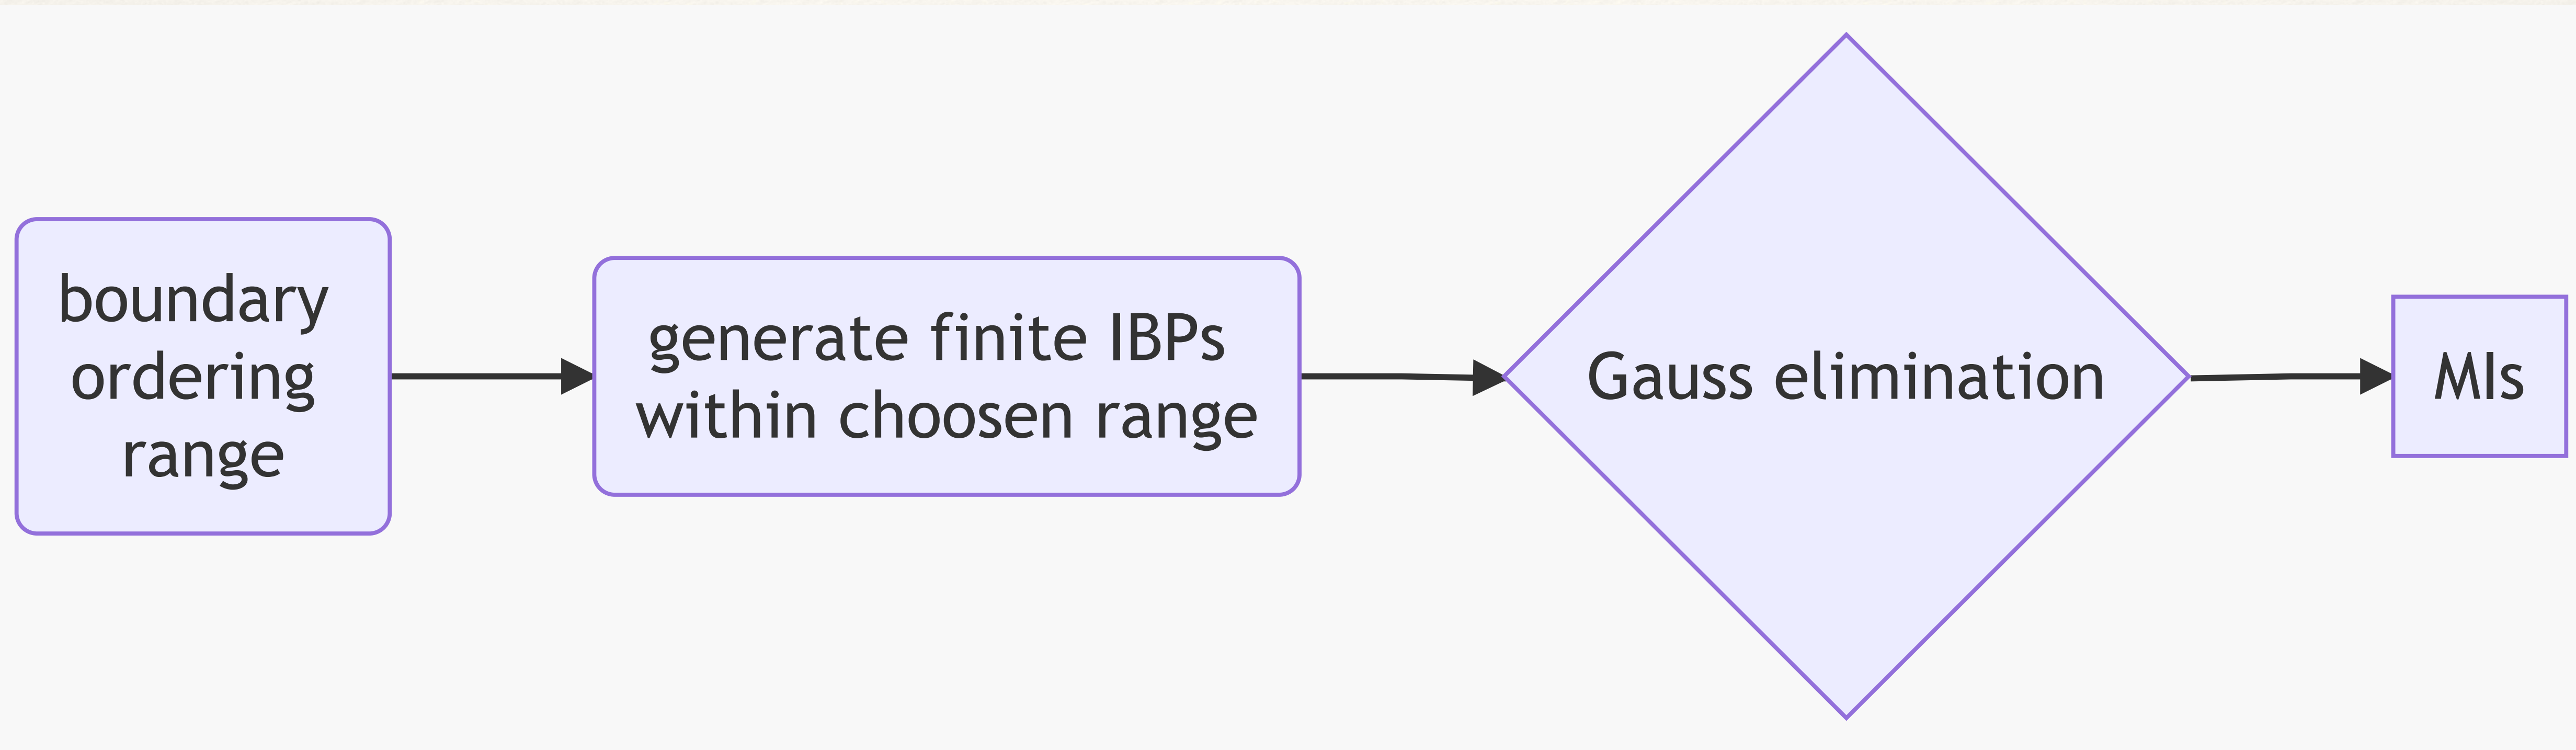 boundary
ordering
range
generate finite IBPs
within choosen range
Gauss elimination
MIs